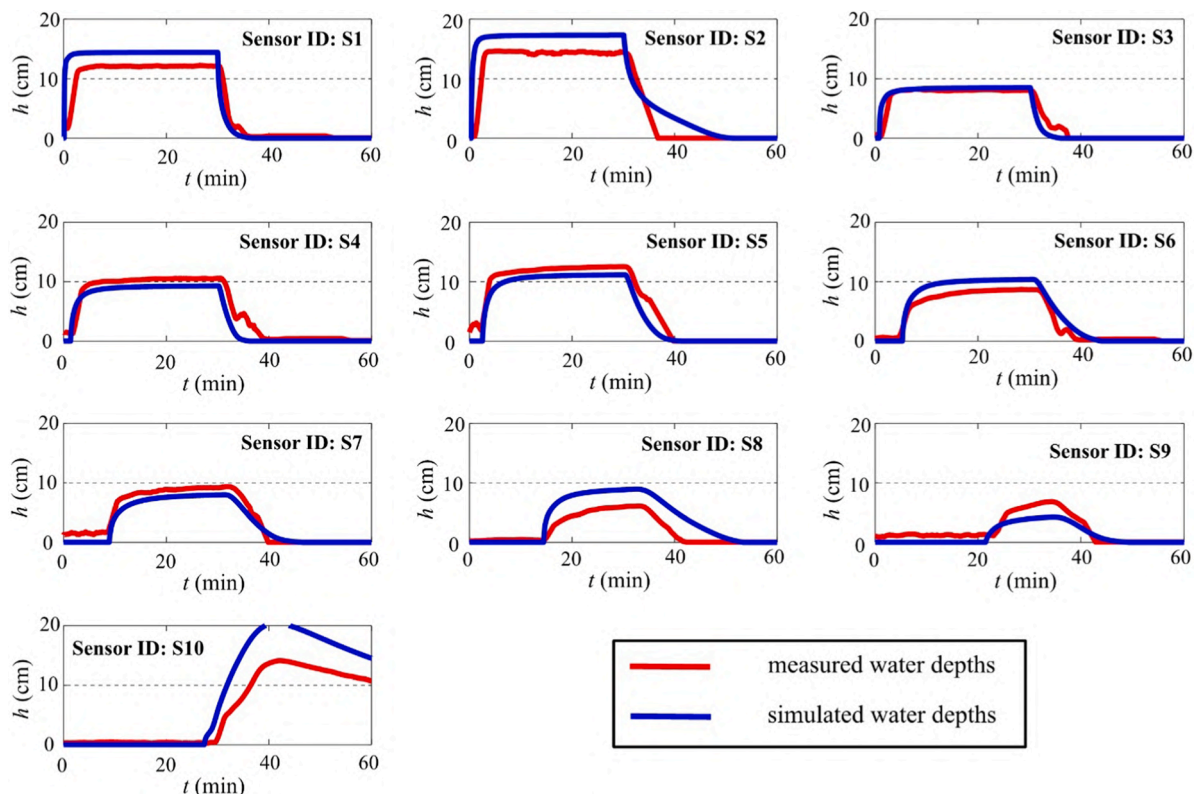 20
Sensor ID: S1
h (cm)
10
0
0 20 40 60
t (min)
20
Sensor ID: S2
h (cm)
10
0
0 20 40 60
t (min)
20
Sensor ID: S3
h (cm)
10
0
0 20 40 60
t (min)
20
Sensor ID: S4
h (cm)
10
0
0 20 40 60
t (min)
20
Sensor ID: S5
h (cm)
10
0
0 20 40 60
t (min)
20
Sensor ID: S6
h (cm)
10
0
0 20 40 60
t (min)
20
Sensor ID: S7
h (cm)
10
0
0 20 40 60
t (min)
20
Sensor ID: S8
h (cm)
10
0
0 20 40 60
t (min)
20
Sensor ID: S9
h (cm)
10
0
0 20 40 60
t (min)
20
Sensor ID: S10
h (cm)
10
0
0 20 40 60
t (min)
measured water depths
simulated water depths